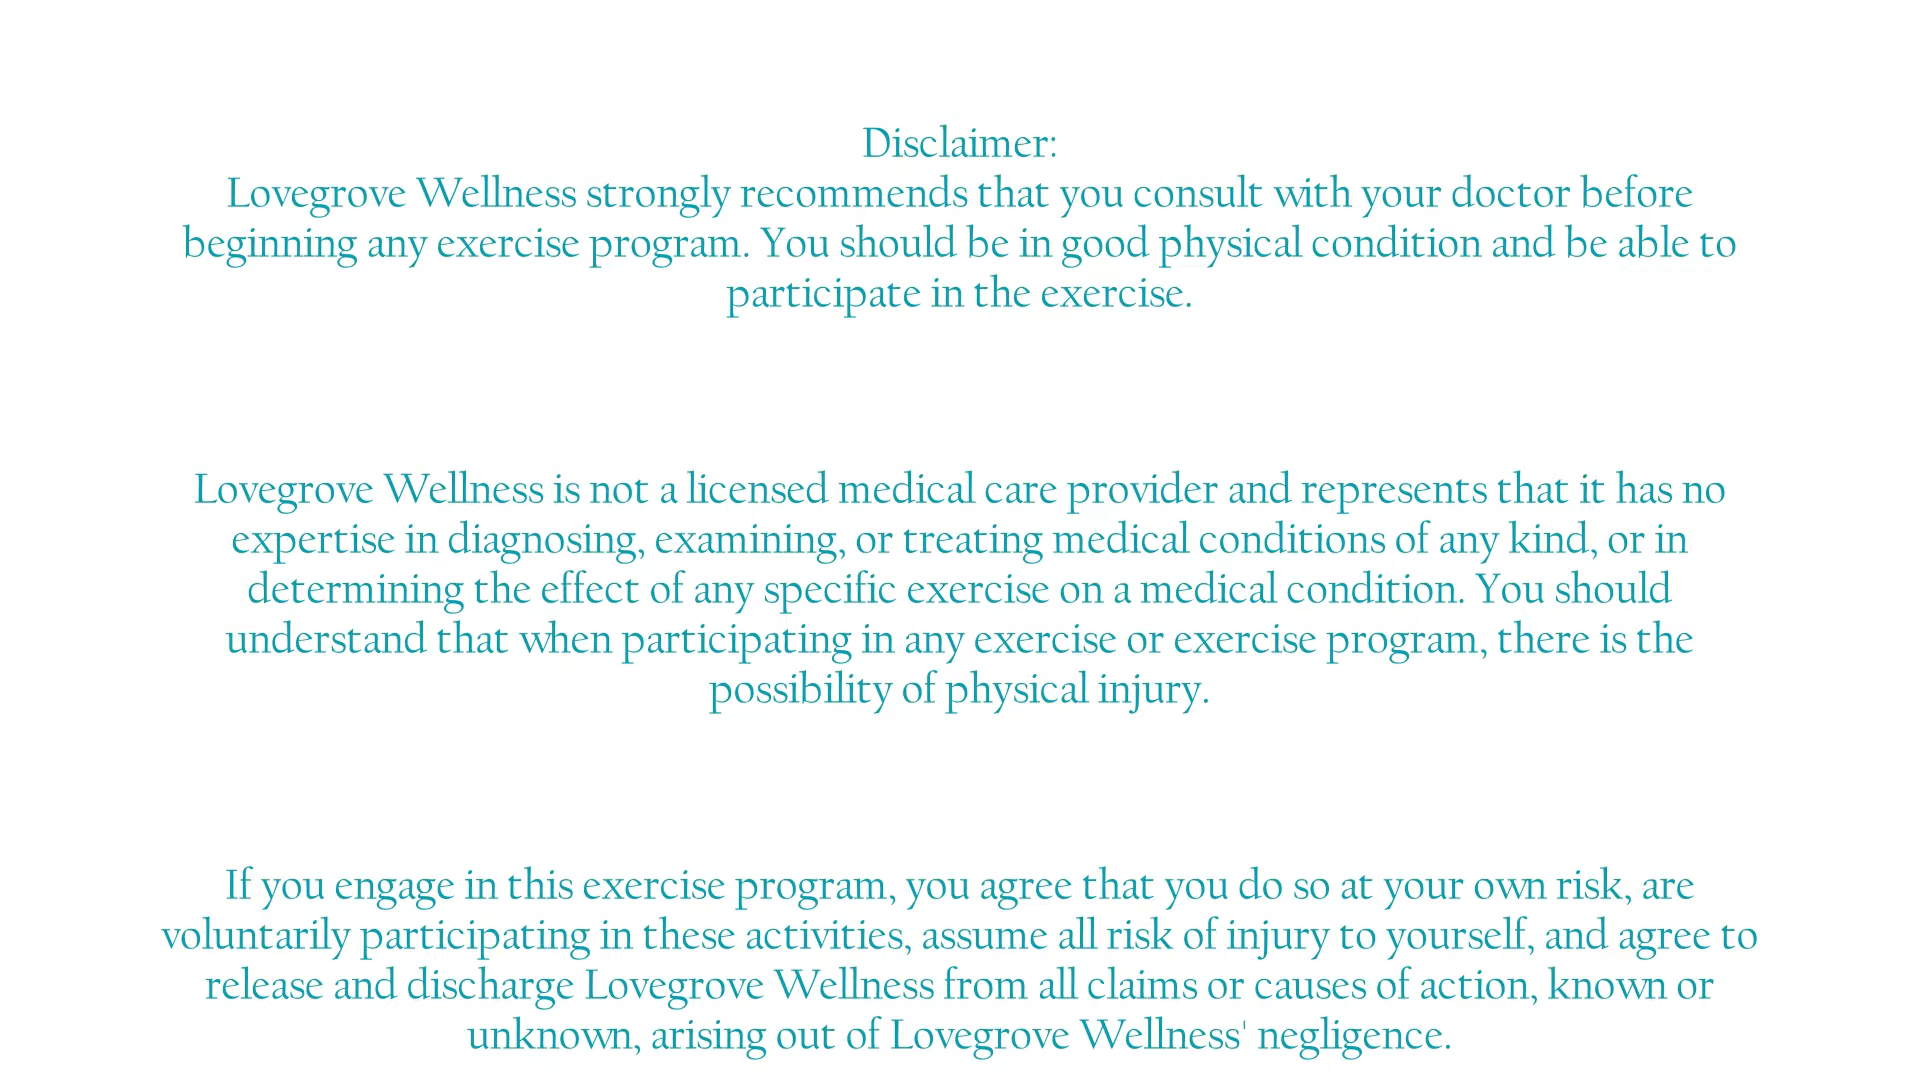 Disclaimer:
Lovegrove Wellness strongly recommends that you consult with your doctor before
beginning any exercise program. You should be in good physical condition and be able to
participate in the exercise.
Lovegrove Wellness is not a licensed medical care provider and represents that it has no
expertise in diagnosing, examining, or treating medical conditions of any kind, or in
determining the effect of any specific exercise on a medical condition. You should
understand that when participating in any exercise or exercise program, there is the
possibility of physical injury.
If you engage in this exercise program, you agree that you do so at your own risk, are
voluntarily participating in these activities, assume all risk of injury to yourself, and agree to
release and discharge Lovegrove Wellness from all claims or causes of action, known or
unknown, arising out of Lovegrove Wellness' negligence.